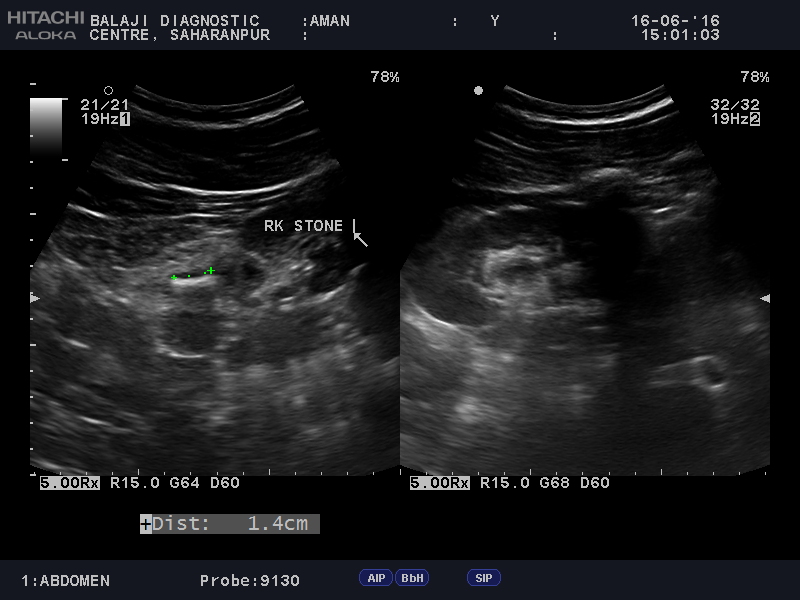 HITACHI
ALOKA
BALAJI DIAGNOSTIC :AMAN : Y 16-06-'16
CENTRE, SAHARANPUR : : 15:01:03
78%
21/21
19Hz1
RK STONE
5.00Rx R15.0 G64 D60
78%
32/32
19Hz2
5.00Rx R15.0 G68 D60
+Dist: 1.4cm
1:ABDOMEN Probe:9130 AIP BbH SIP